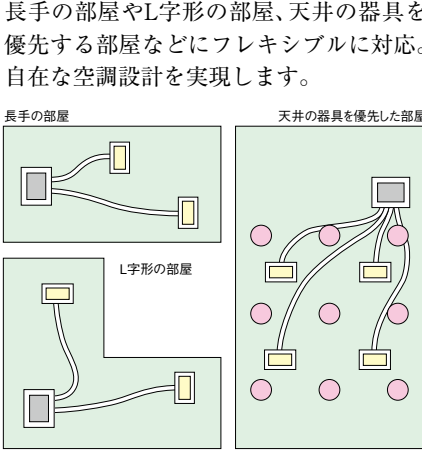 長手の部屋やL字形の部屋、天井の器具を
優先する部屋などにフレキシブルに対応。
自在な空調設計を実現します。
長手の部屋
天井の器具を優先した部屋
L字形の部屋